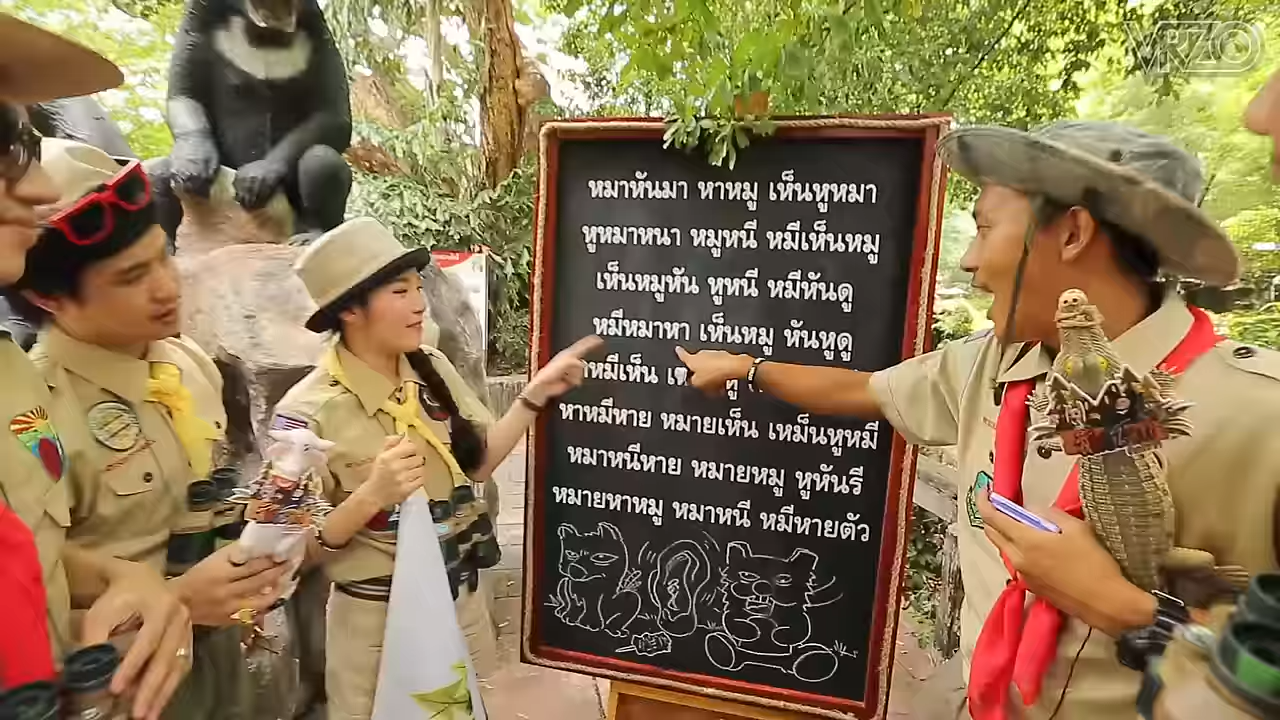 VRZO
หมาหันมา หาหมู เห็นหูหมา
หูหมาหนา หมูหนี หมีเห็นหมู
เห็นหมูหัน หูหนี หมีหันดู
หมีหมาหา เห็นหมู หันหูดู
หมีเห็น
หาหมีหาย หมายเห็น เหม็นหูหมี
หมาหนีหาย หมายหมู หูหันรี
หมายหาหมู หมาหนี หมีหายตัว